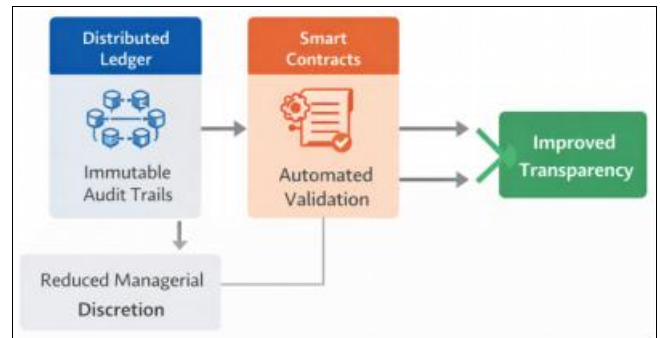 Distributed
Ledger
Immutable
Audit Trails
Smart
Contracts
Automated
Validation
Improved
Transparency
Reduced Managerial
Discretion